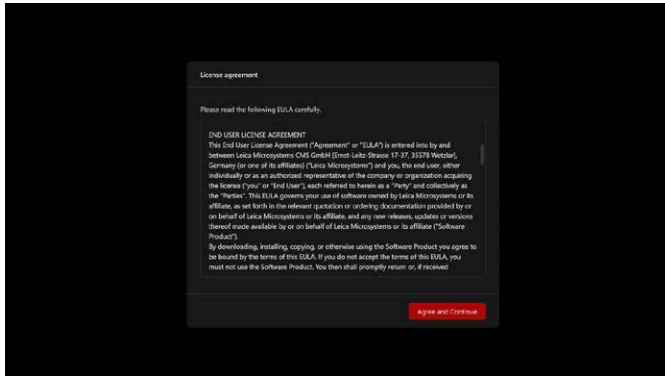 License agreement
Please read the following EULA carefully.
END USER LICENSE AGREEMENT
This End User License Agreement ("Agreement" or "EULA") is entered into by and
between Leica Microsystems CMS GmbH [Ernst-Leitz-Strasse 17-37, 35578 Wetzlar],
Germany (or one of its affiliates) ("Leica Microsystems") and you, the end user, either
individually or as an authorized representative of the company or organization acquiring
the license ("you" or "End User"), each referred to herein as a "Party" and collectively as
the "Parties". This EULA governs your use of software owned by Leica Microsystems or its
affiliate, as set forth in the relevant quotation or ordering documentation provided by or
on behalf of Leica Microsystems or its affiliate, and any new releases, updates or versions
thereof made available by or on behalf of Leica Microsystems or its affiliate ("Software
Product").
By downloading, installing, copying, or otherwise using the Software Product you agree to
be bound by the terms of this EULA. If you do not accept the terms of this EULA, you
must not use the Software Product. You then shall promptly return or, if received
Agree and Continue